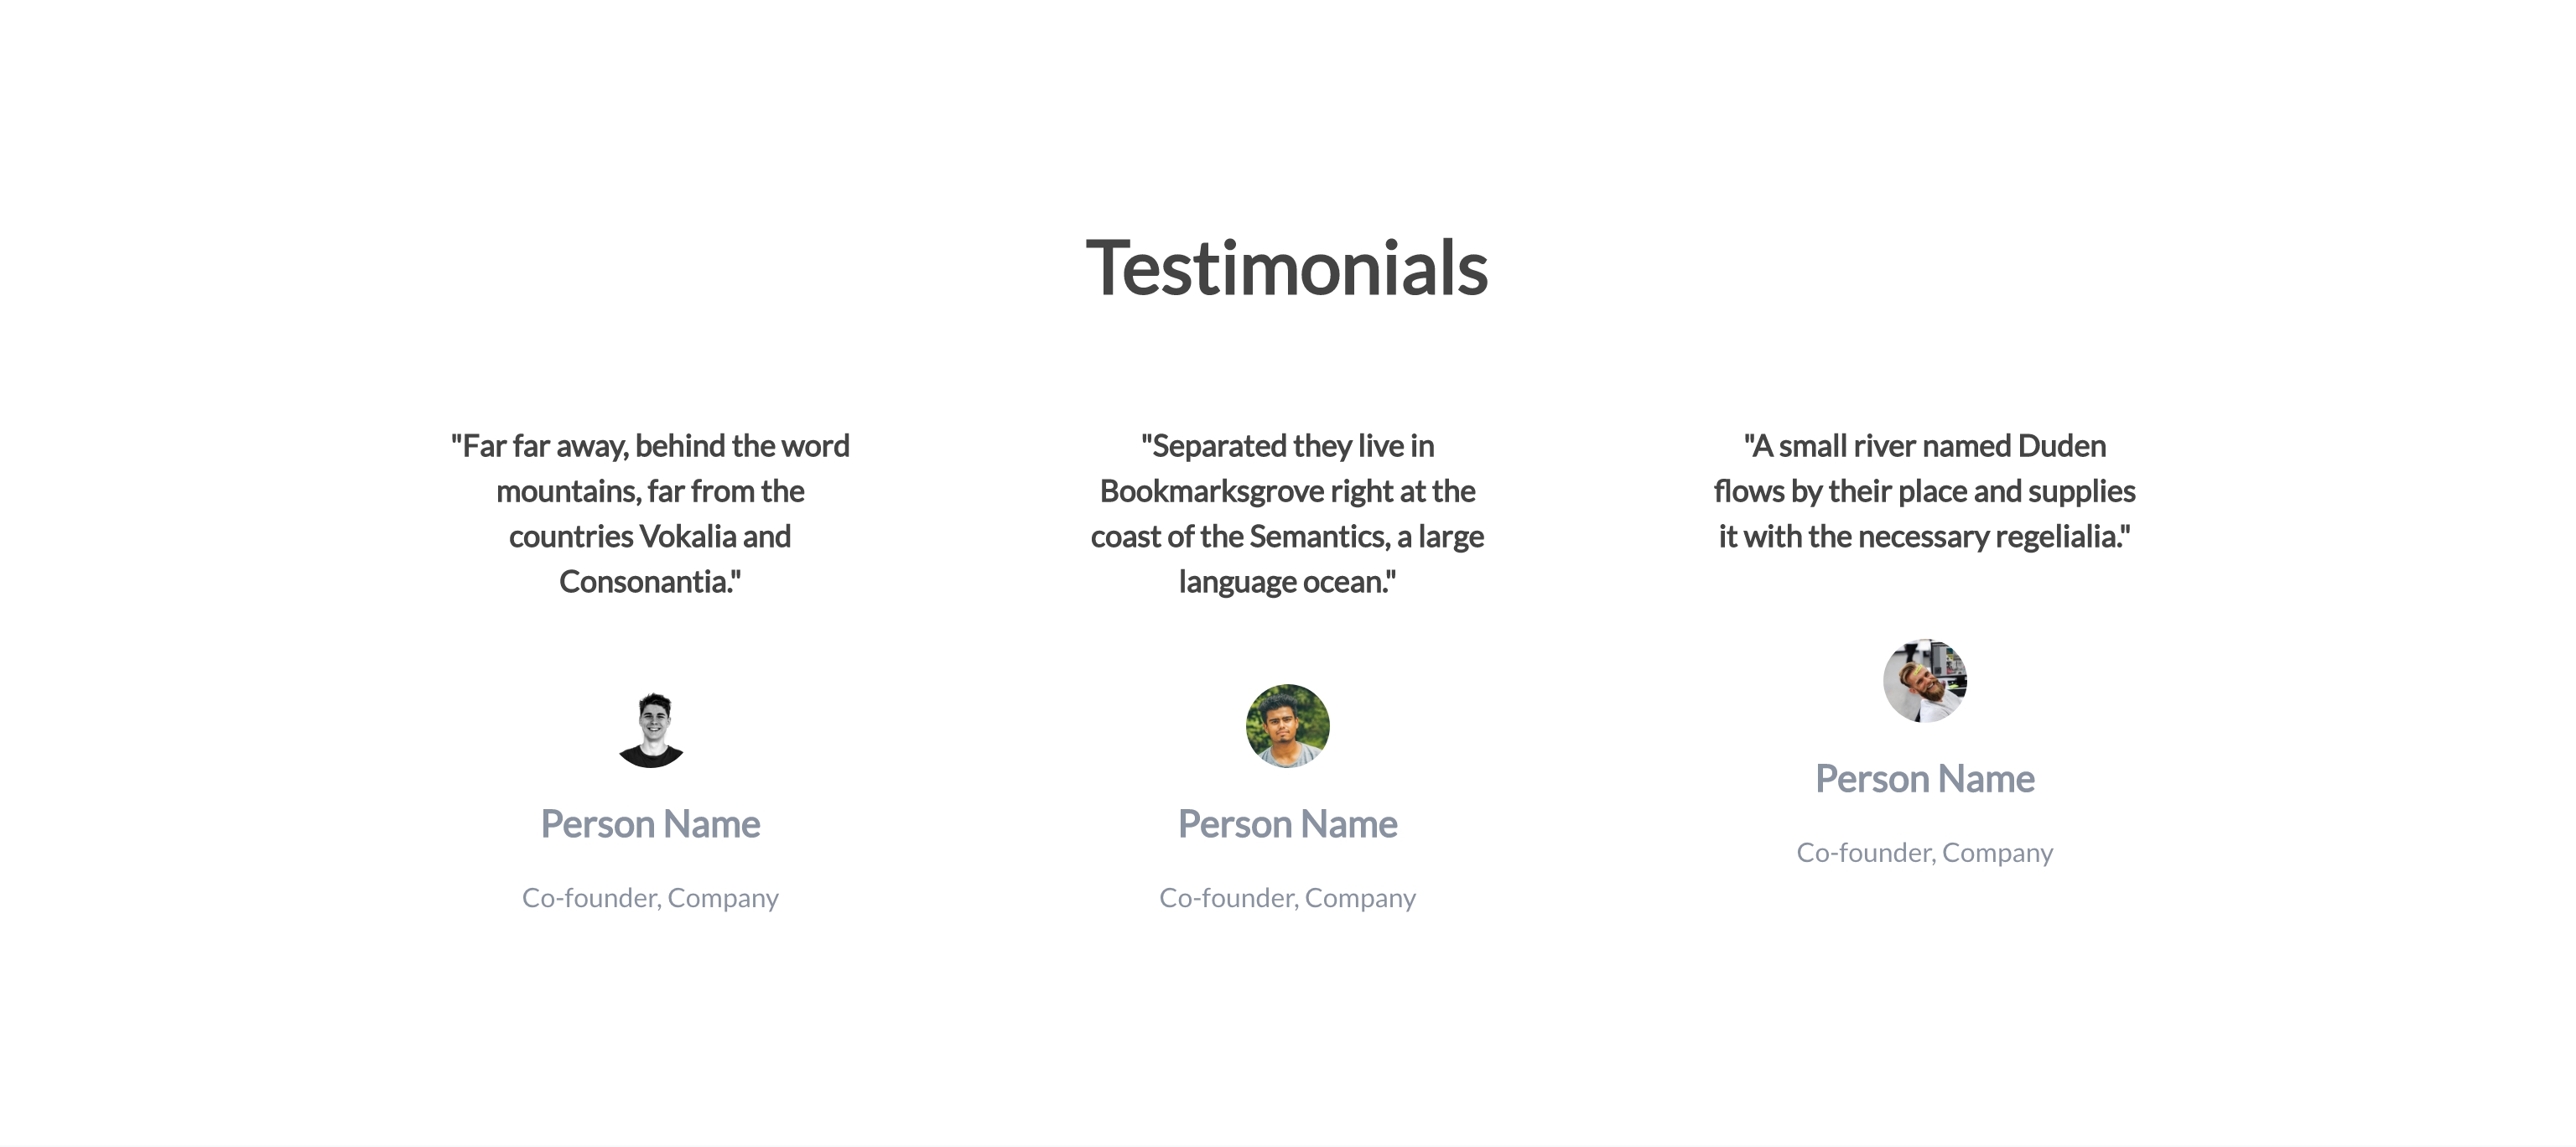 Testimonials
"Far far away, behind the word
mountains, far from the
countries Vokalia and
Consonantia."
Person Name
Co-founder, Company
"Separated they live in
Bookmarksgrove right at the
coast of the Semantics, a large
language ocean."
Person Name
Co-founder, Company
"A small river named Duden
flows by their place and supplies
it with the necessary regelialia."
Person Name
Co-founder, Company